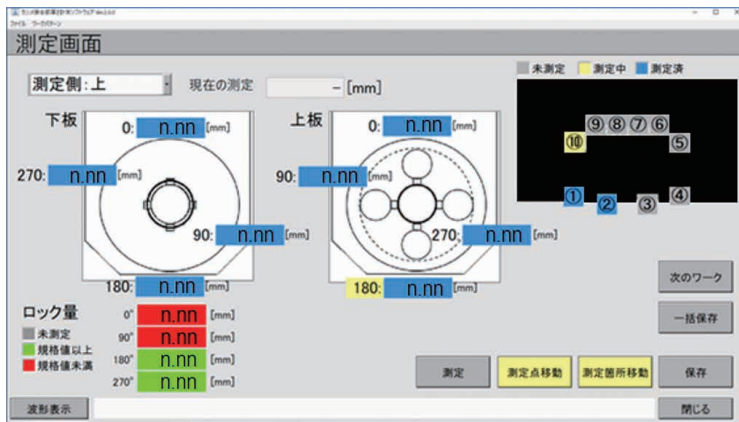 ファイル ワークパターン
測定画面
測定側:上
現在の測定 - [mm]
未測定 測定中 測定済
下板
0: n.nn [mm]
270: n.nn [mm]
90: n.nn [mm]
180: n.nn [mm]
上板
0: n.nn [mm]
90: n.nn [mm]
270: n.nn [mm]
180: n.nn [mm]
⑨ ⑧ ⑦ ⑥
⑩ ⑤
① ② ③ ④
ロック量
未測定
規格値以上
規格値未満
0° n.nn [mm]
90° n.nn [mm]
180° n.nn [mm]
270° n.nn [mm]
次のワーク
一括保存
測定 測定点移動 測定箇所移動 保存
波形表示 閉じる